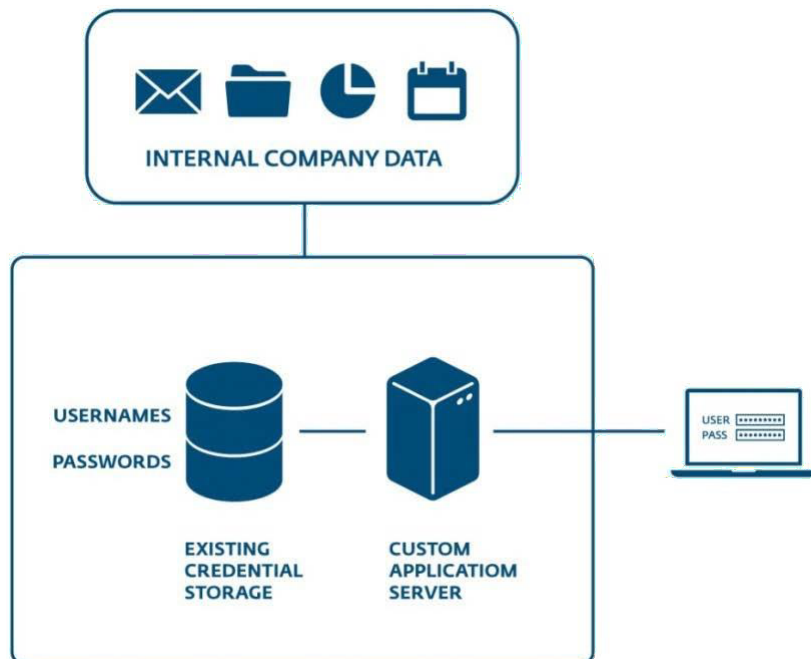 INTERNAL COMPANY DATA
USERNAMES
PASSWORDS
USER
PASS
EXISTING
CREDENTIAL
STORAGE
CUSTOM
APPLICATIOM
SERVER